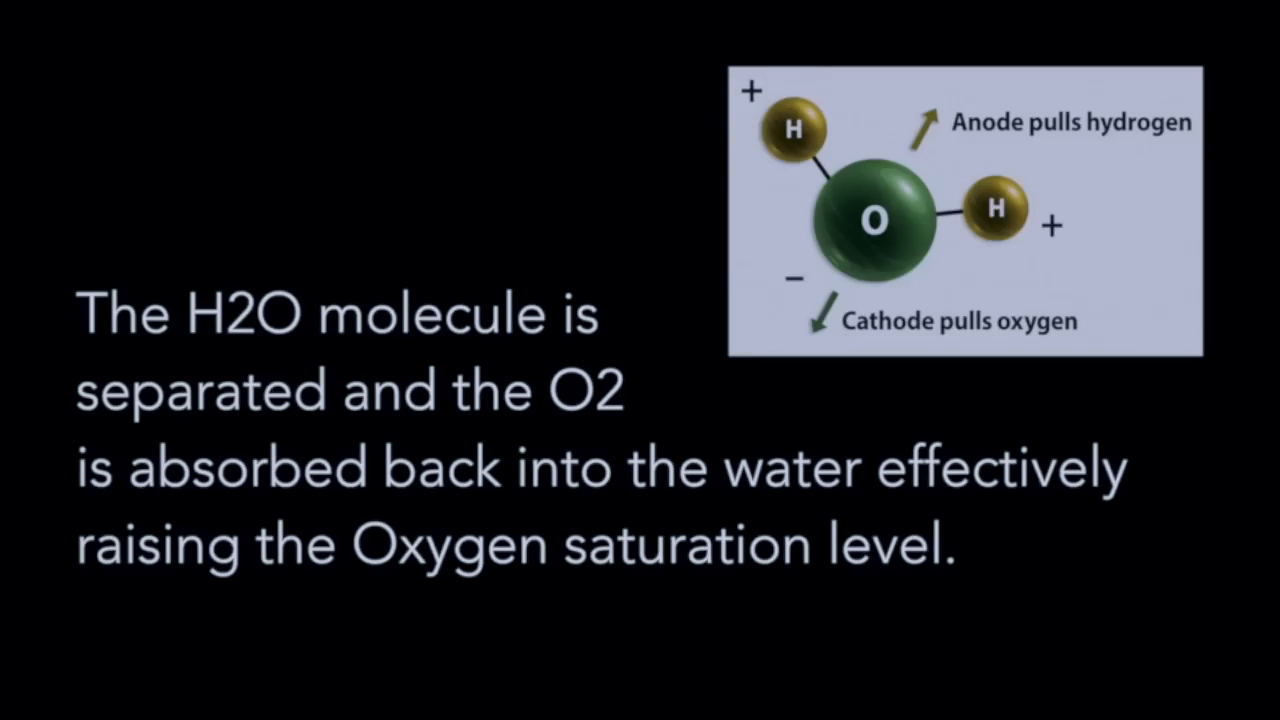 +
H
Anode pulls hydrogen
O
H
+
−
Cathode pulls oxygen
The H2O molecule is
separated and the O2
is absorbed back into the water effectively
raising the Oxygen saturation level.